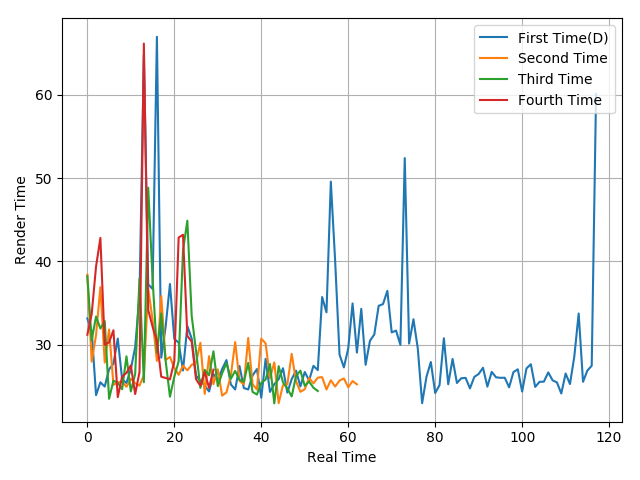 First Time(D)
Second Time
Third Time
Fourth Time
Render Time
60
50
40
30
0
20
40
60
80
100
120
Real Time